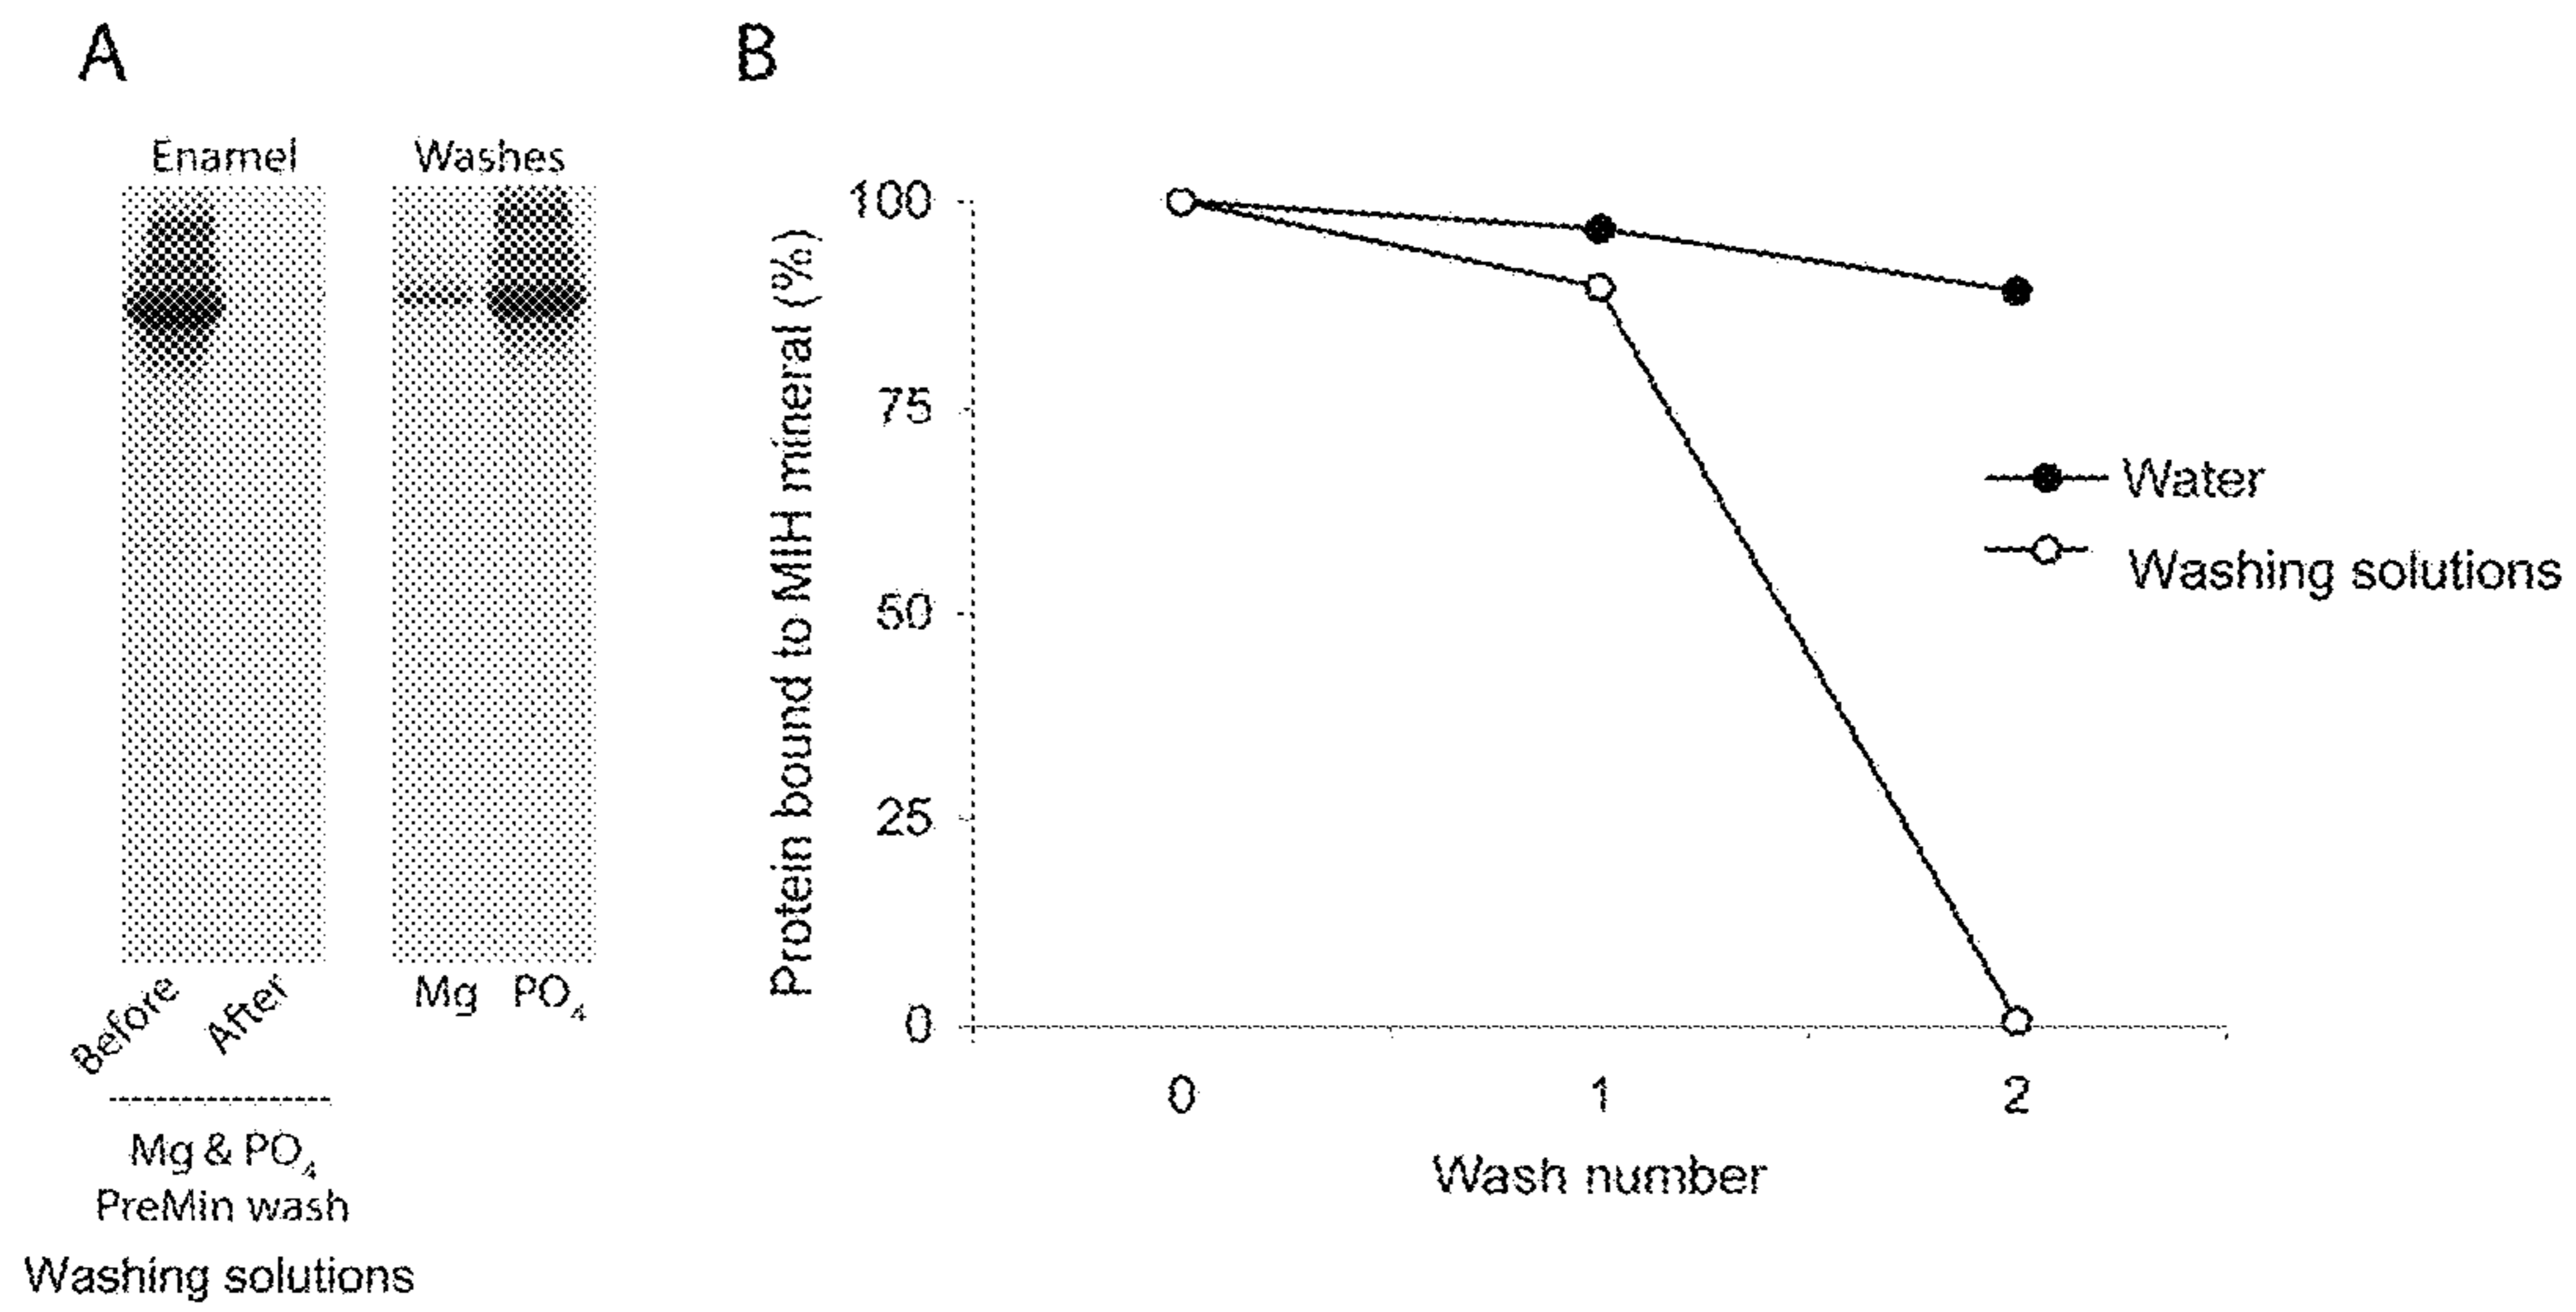 A
B
Enamel
Washes
Before
After
Mg
PO₄
Mg & PO₄
PreMin wash
Washing solutions
Protein bound to MIH mineral (%)
100
75
50
25
0
0
1
2
Wash number
Water
Washing solutions